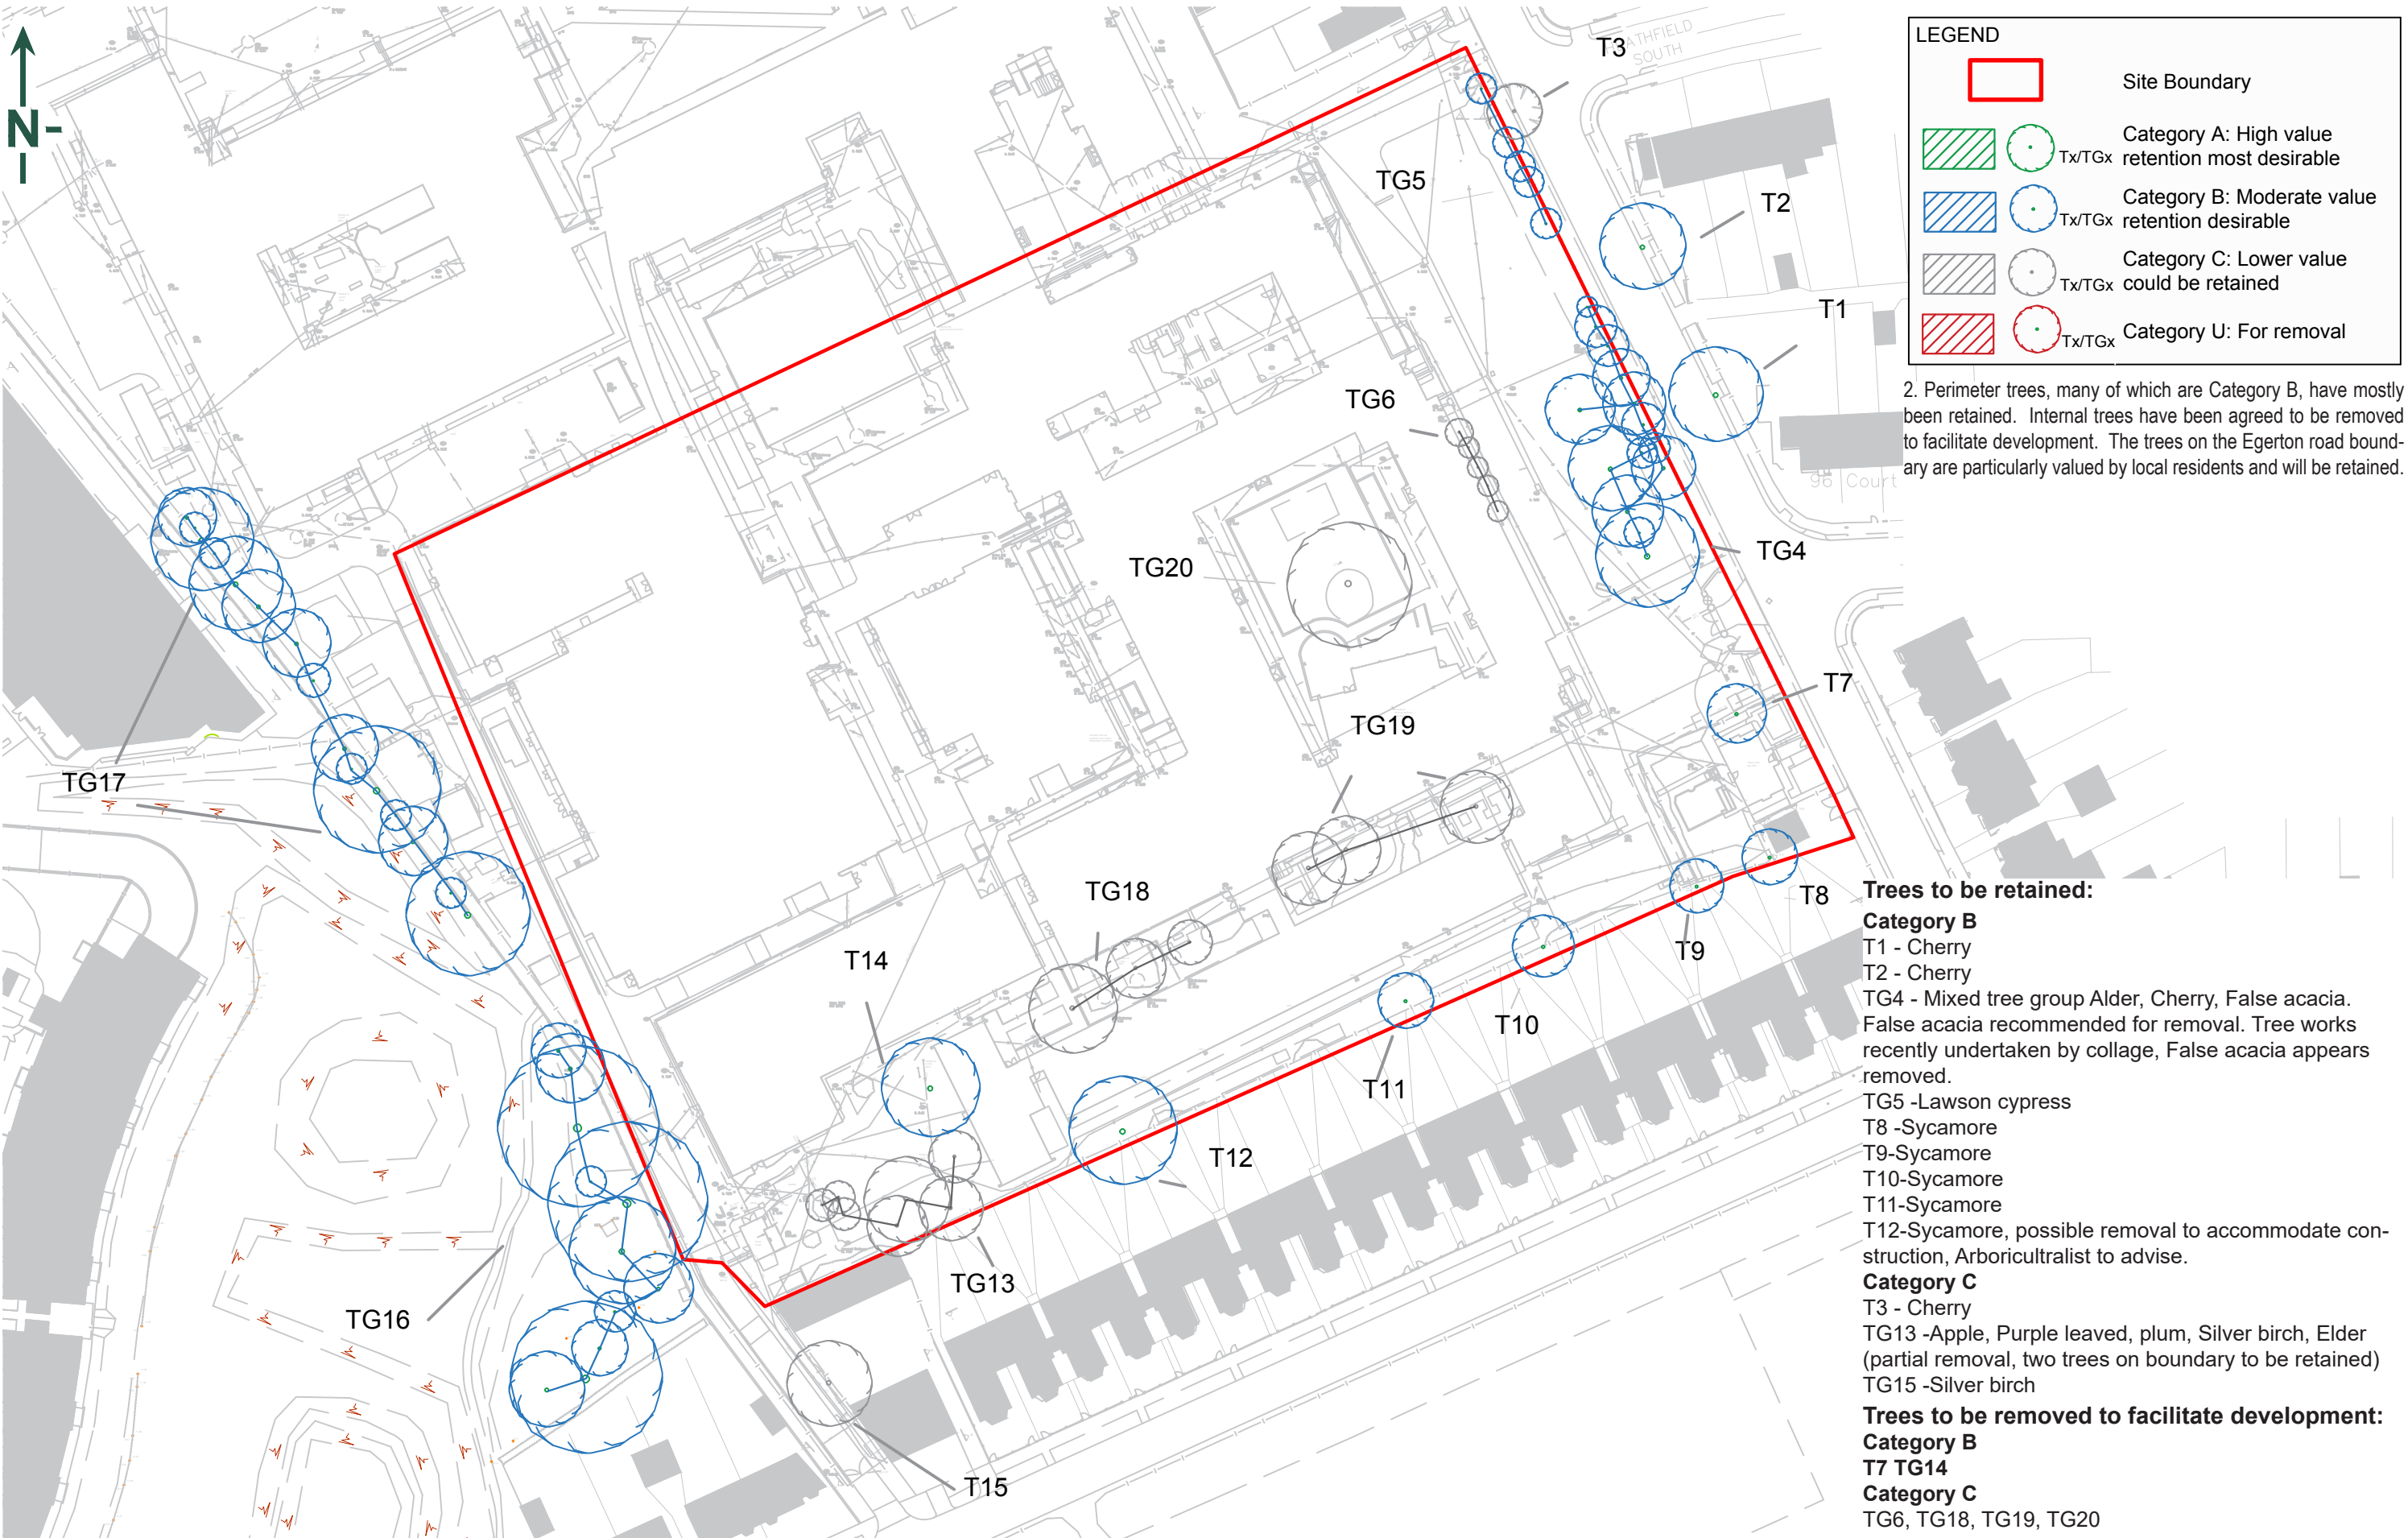 N
ATHFIELD
SOUTH
T3
TG5
T2
T1
TG6
96 Court
TG4
TG20
T7
TG19
TG17
TG18
T8
T9
T14
T10
T11
T12
TG13
TG16
T15
LEGEND
Site Boundary
Tx/TGx Category A: High value
retention most desirable
Tx/TGx Category B: Moderate value
retention desirable
Tx/TGx Category C: Lower value
could be retained
Tx/TGx Category U: For removal
2. Perimeter trees, many of which are Category B, have mostly
been retained. Internal trees have been agreed to be removed
to facilitate development. The trees on the Egerton road bound-
ary are particularly valued by local residents and will be retained.
Trees to be retained:
Category B
T1 - Cherry
T2 - Cherry
TG4 - Mixed tree group Alder, Cherry, False acacia.
False acacia recommended for removal. Tree works
recently undertaken by collage, False acacia appears
removed.
TG5 -Lawson cypress
T8 -Sycamore
T9-Sycamore
T10-Sycamore
T11-Sycamore
T12-Sycamore, possible removal to accommodate con-
struction, Arboricultralist to advise.
Category C
T3 - Cherry
TG13 -Apple, Purple leaved, plum, Silver birch, Elder
(partial removal, two trees on boundary to be retained)
TG15 -Silver birch
Trees to be removed to facilitate development:
Category B
T7 TG14
Category C
TG6, TG18, TG19, TG20